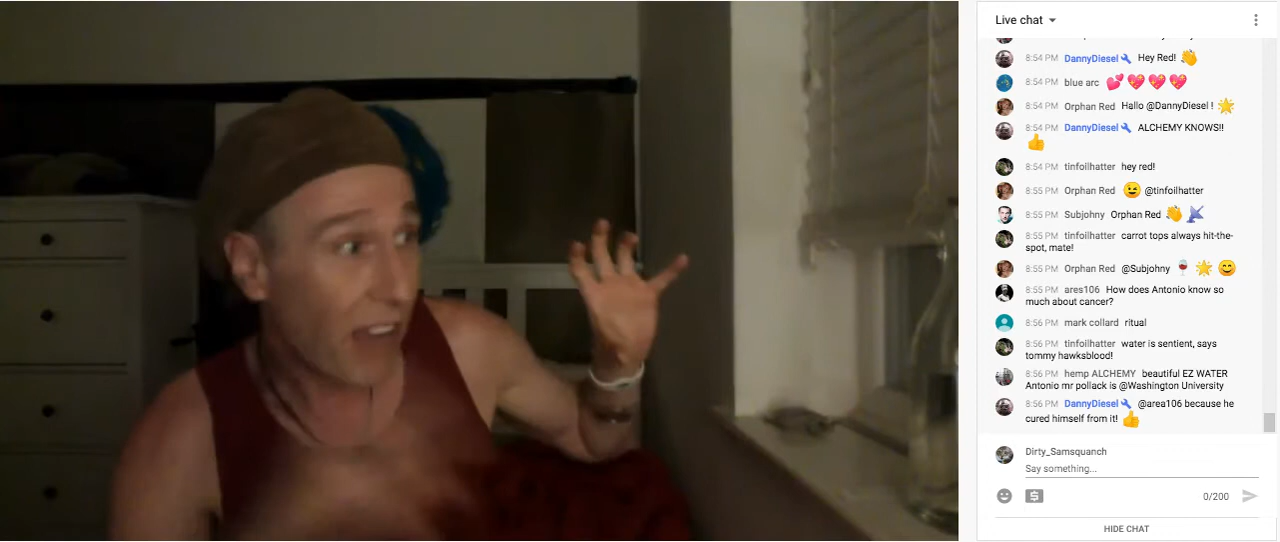 Live chat
8:54 PM DannyDiesel Hey Red! 👋
8:54 PM blue arc 💕 💖 💖 💖
8:54 PM Orphan Red Hallo @DannyDiesel ! 🌟
8:54 PM DannyDiesel ALCHEMY KNOWS!!
👍
8:54 PM tinfoilhatter hey red!
8:55 PM Orphan Red 😉 @tinfoilhatter
8:55 PM Subjohny Orphan Red 👋
8:55 PM tinfoilhatter carrot tops always hit-the-
spot, mate!
8:55 PM Orphan Red @Subjohny 🍷 🌟 😊
8:55 PM ares106 How does Antonio know so
much about cancer?
8:56 PM mark collard ritual
8:56 PM tinfoilhatter water is sentient, says
tommy hawksblood!
8:56 PM hemp ALCHEMY beautiful EZ WATER
Antonio mr pollack is @Washington University
8:56 PM DannyDiesel @area106 because he
cured himself from it! 👍
Dirty_Samsquanch
Say something...
$ 0/200
HIDE CHAT